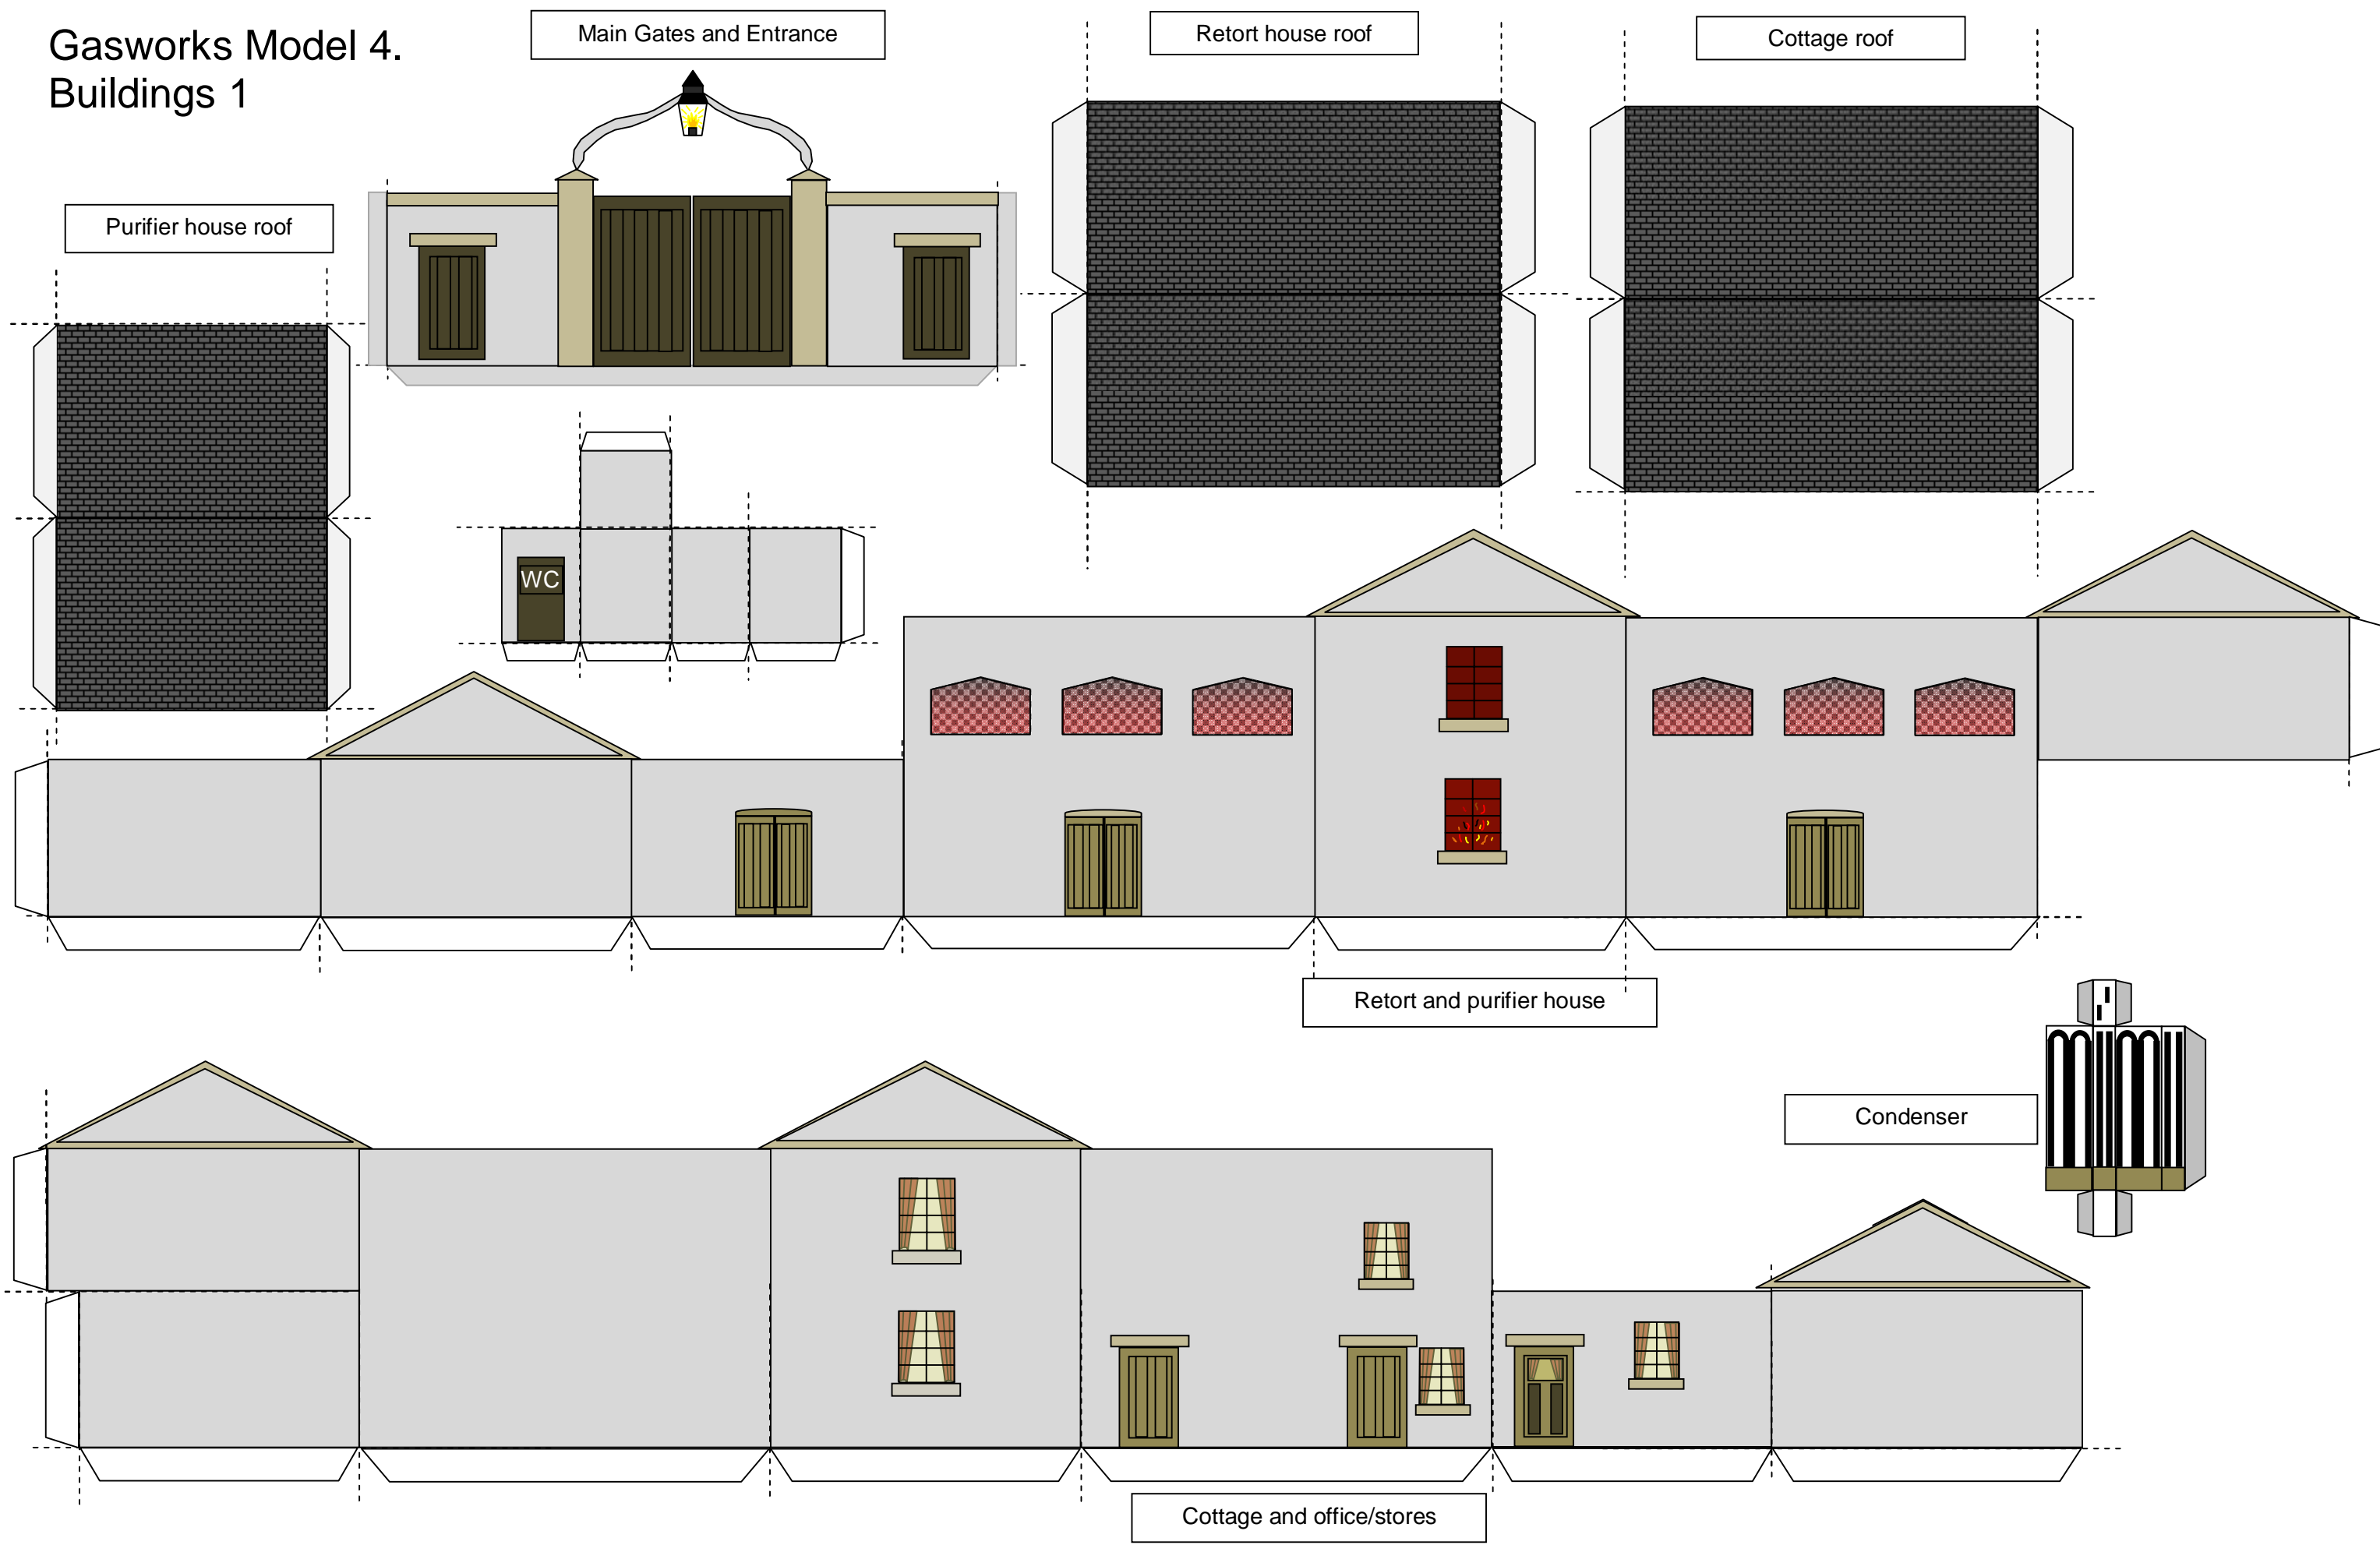 Gasworks Model 4.
Buildings 1
Main Gates and Entrance
Retort house roof
Cottage roof
Purifier house roof
WC
Retort and purifier house
Condenser
Cottage and office/stores